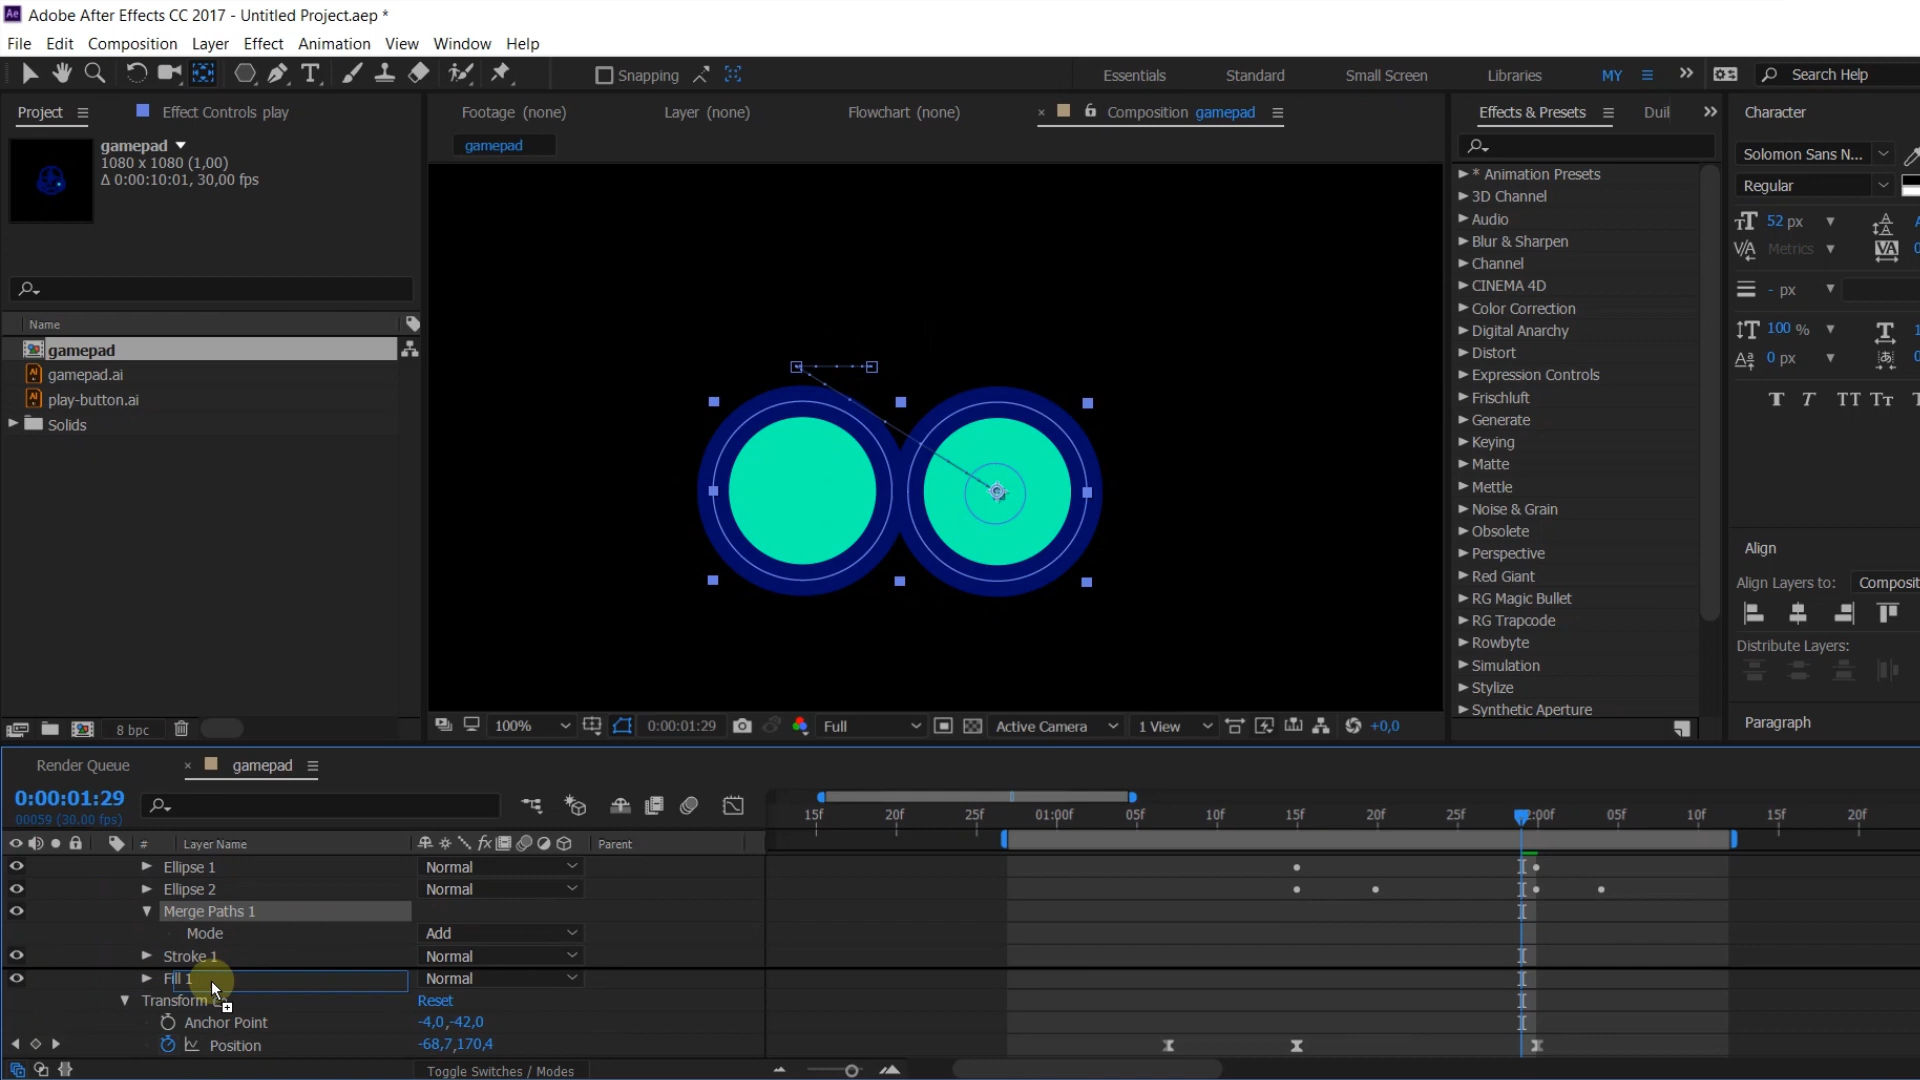 Adobe After Effects CC 2017 - Untitled Project.aep *
File Edit Composition Layer Effect Animation View Window Help
Snapping
Essentials Standard Small Screen Libraries MY Search Help
Project Effect Controls play
gamepad
1080 x 1080 (1,00)
Δ 0:00:10:01, 30,00 fps
Name
gamepad
gamepad.ai
play-button.ai
Solids
8 bpc
Footage (none) Layer (none) Flowchart (none) Composition gamepad
gamepad
100% 0:00:01:29 Full Active Camera 1 View +0,0
Effects & Presets
* Animation Presets
3D Channel
Audio
Blur & Sharpen
Channel
CINEMA 4D
Color Correction
Digital Anarchy
Distort
Expression Controls
Frischluft
Generate
Keying
Matte
Mettle
Noise & Grain
Obsolete
Perspective
Red Giant
RG Magic Bullet
RG Trapcode
Rowbyte
Simulation
Stylize
Synthetic Aperture
Character
Solomon Sans N...
Regular
52 px
Metrics
- px
100 %
0 px
Align
Align Layers to: Composit
Distribute Layers:
Paragraph
Render Queue gamepad
0:00:01:29
00059 (30.00 fps)
15f 20f 25f 01:00f 05f 10f 15f 20f 25f 2:00f 05f 10f 15f 20f
# Layer Name Parent
Ellipse 1 Normal
Ellipse 2 Normal
Merge Paths 1
Mode Add
Stroke 1 Normal
Fill 1 Normal
Transform Reset
Anchor Point -4,0,-42,0
Position -68,7,170,4
Toggle Switches / Modes